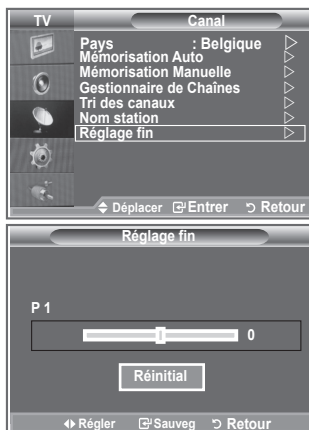 TV Canal
Pays : Belgique
Mémorisation Auto
Mémorisation Manuelle
Gestionnaire de Chaînes
Tri des canaux
Nom station
Réglage fin
Déplacer Entrer Retour
Réglage fin
P 1
0
Réinitial
Régler Sauveg Retour